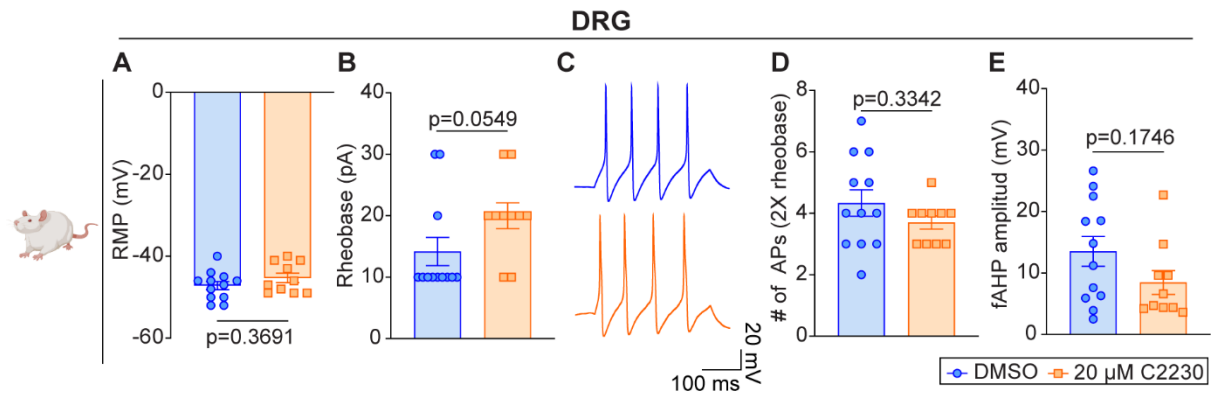 DRG
A
RMP (mV)
0
-20
-40
-60
p=0.3691
B
Rheobase (pA)
40
30
20
10
0
p=0.0549
C
20 mV
100 ms
D
# of APs (2X rheobase)
8
6
4
2
0
p=0.3342
E
fAHP amplitud (mV)
40
30
20
10
0
p=0.1746
DMSO
20 µM C2230